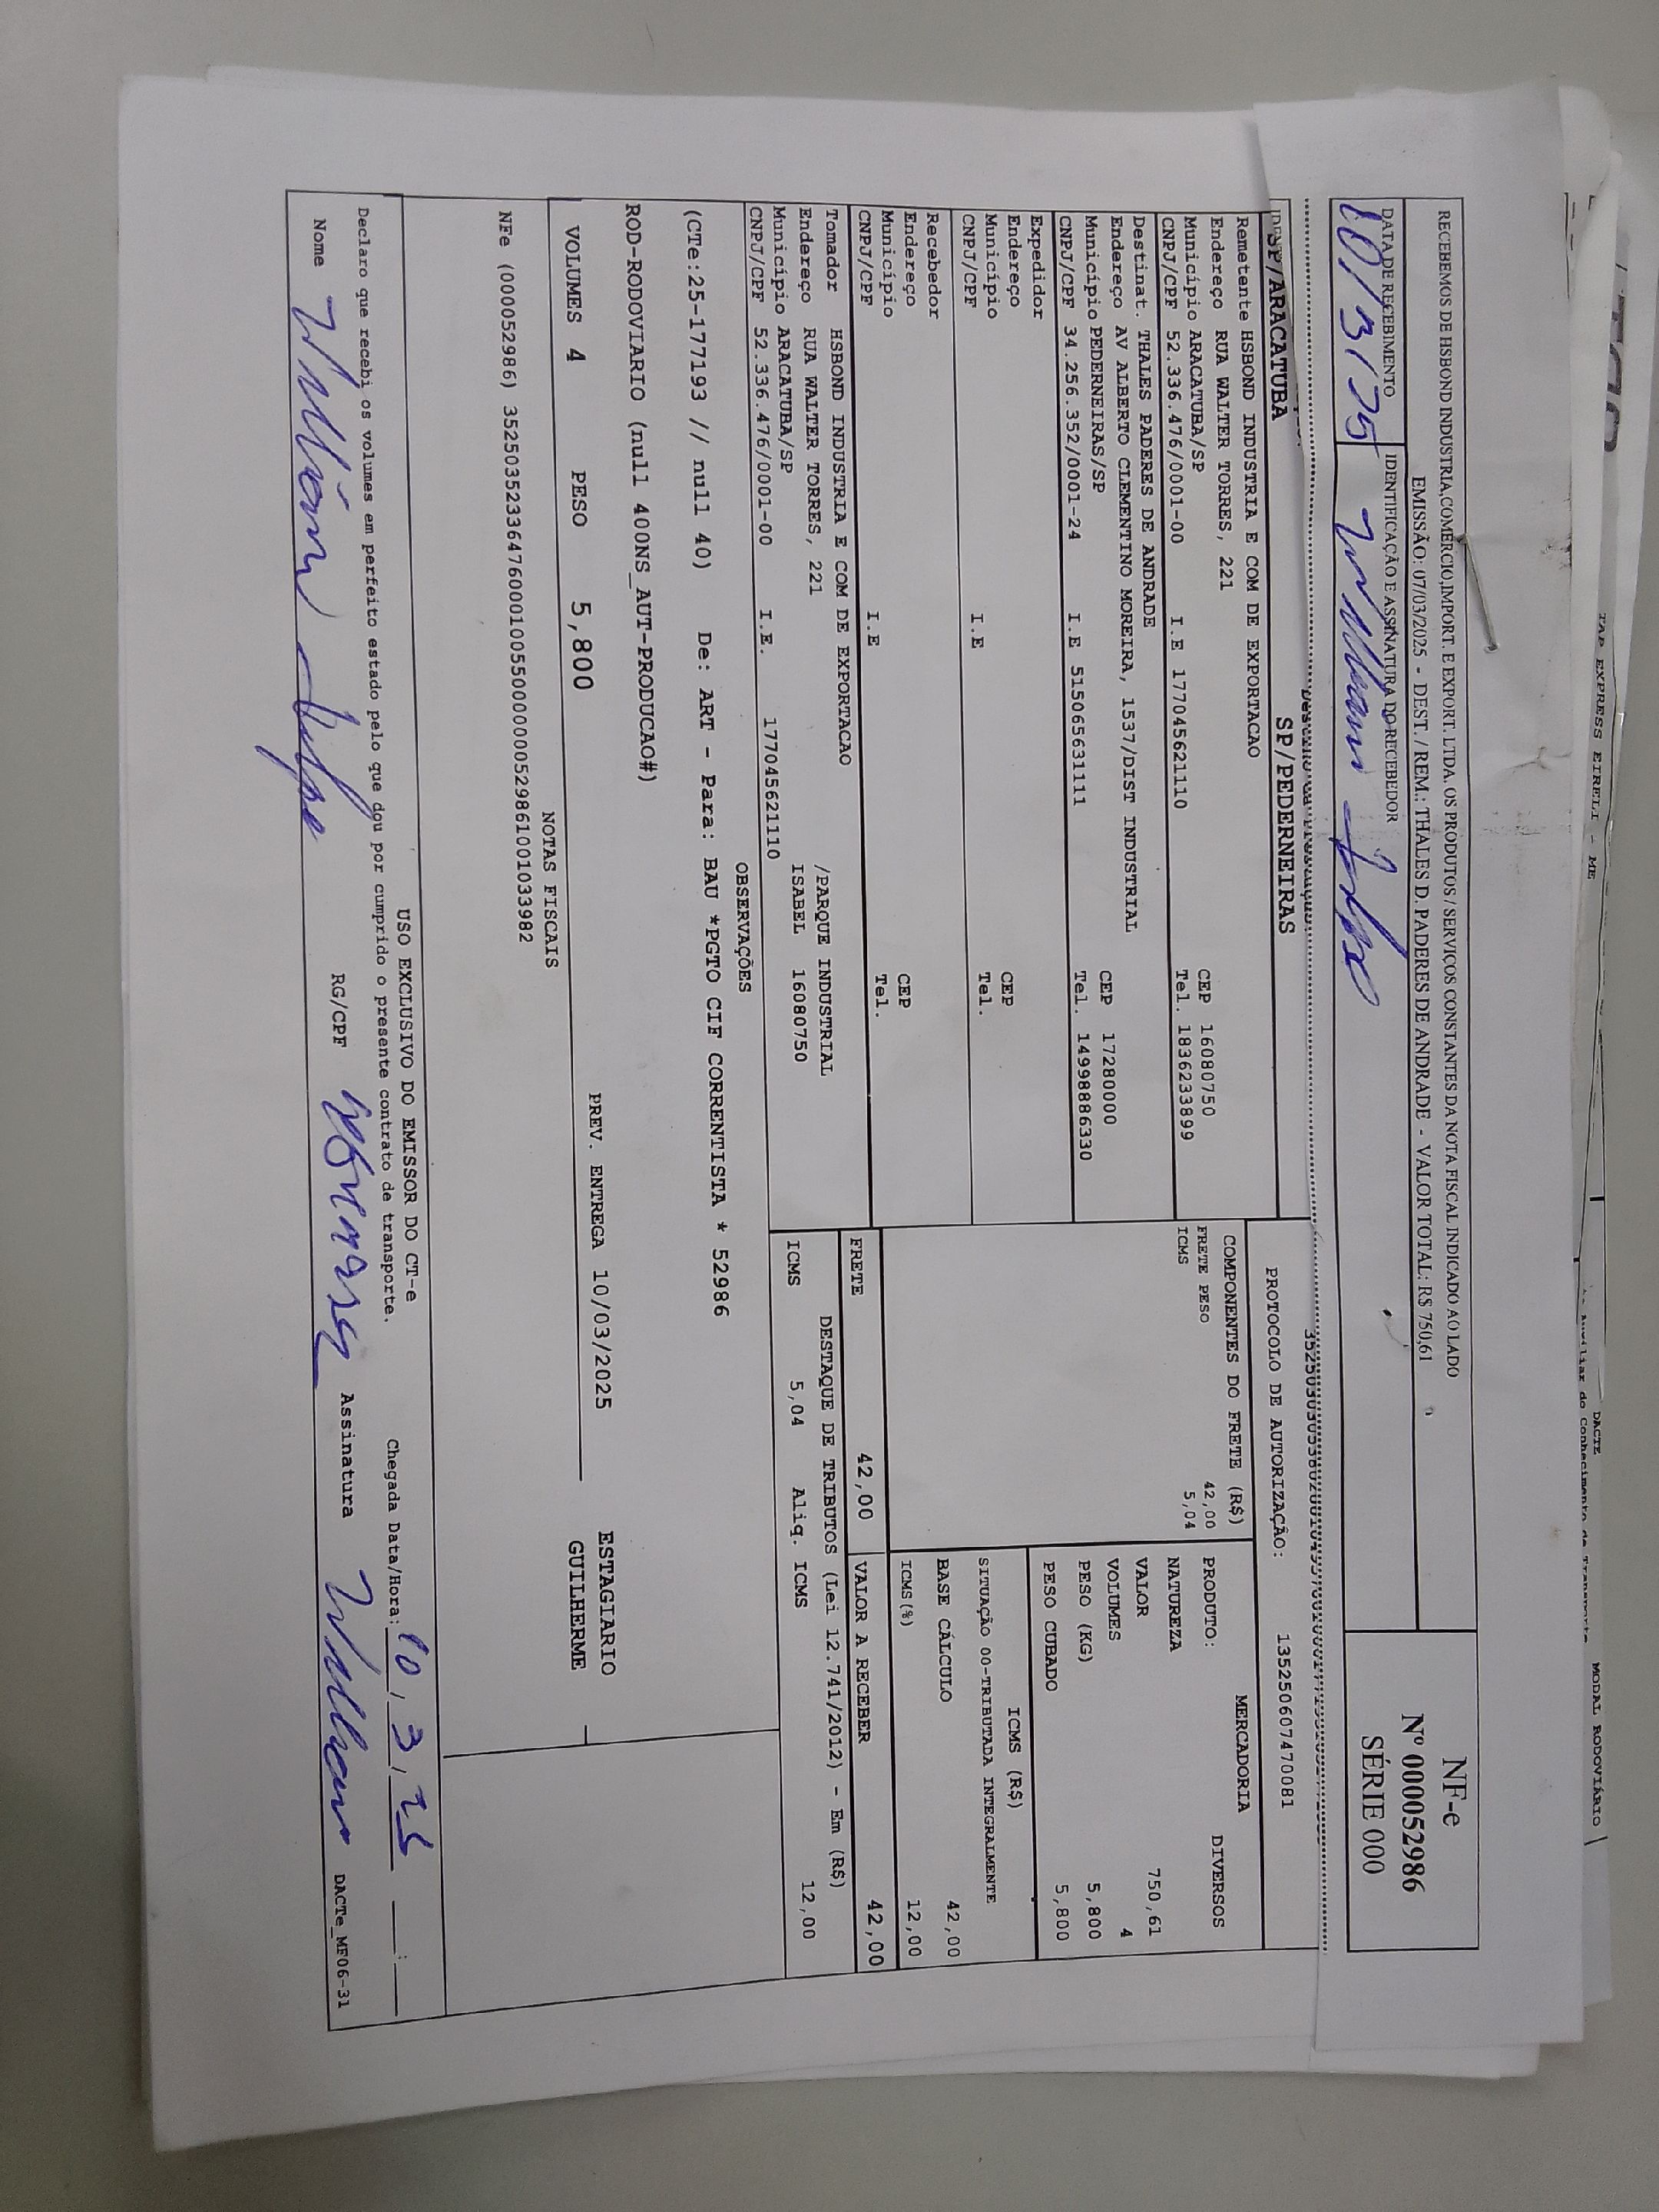 TAP EXPRESS EIRELI - ME
DACTE
MODAL RODOVIÁRIO
RECEBEMOS DE HSBOND INDUSTRIA,COMERCIO,IMPORT. E EXPORT. LTDA. OS PRODUTOS / SERVIÇOS CONSTANTES DA NOTA FISCAL INDICADO AO LADO
EMISSÃO: 07/03/2025 - DEST. / REM.: THALES D. PADERES DE ANDRADE - VALOR TOTAL: R$ 750,61
NF-e
Nº 000052986
SÉRIE 000
DATA DE RECEBIMENTO
IDENTIFICAÇÃO E ASSINATURA DO RECEBEDOR
10/3/25
SP/ARACATUBA
SP/PEDERNEIRAS
PROTOCOLO DE AUTORIZAÇÃO: 135250607470081
Remetente HSBOND INDUSTRIA E COM DE EXPORTACAO
Endereço RUA WALTER TORRES, 221
CEP 16080750
Município ARACATUBA/SP
Tel. 1836233899
CNPJ/CPF 52.336.476/0001-00 I.E 177045621110
Destinat. THALES PADERES DE ANDRADE
Endereço AV ALBERTO CLEMENTINO MOREIRA, 1537/DIST INDUSTRIAL
CEP 17280000
Município PEDERNEIRAS/SP
Tel. 14998886330
CNPJ/CPF 34.256.352/0001-24 I.E 515065631111
Expedidor
Endereço
CEP
Município
Tel.
CNPJ/CPF I.E
Recebedor
Endereço
CEP
Município
Tel.
CNPJ/CPF I.E
Tomador HSBOND INDUSTRIA E COM DE EXPORTACAO
Endereço RUA WALTER TORRES, 221
/PARQUE INDUSTRIAL
Município ARACATUBA/SP
ISABEL 16080750
CNPJ/CPF 52.336.476/0001-00 I.E. 177045621110
COMPONENTES DO FRETE (R$)
FRETE PESO 42,00
ICMS 5,04
MERCADORIA
PRODUTO: DIVERSOS
NATUREZA
VALOR 750,61
VOLUMES 4
PESO (KG) 5,800
PESO CUBADO 5,800
ICMS (R$)
SITUAÇÃO 00-TRIBUTADA INTEGRALMENTE
BASE CÁLCULO 42,00
ICMS(%) 12,00
FRETE 42,00
VALOR A RECEBER 42,00
DESTAQUE DE TRIBUTOS (Lei 12.741/2012) - Em (R$)
ICMS 5,04 Aliq. ICMS 12,00
OBSERVAÇÕES
(CTe:25-177193 // null 40) De: ART - Para: BAU *PGTO CIF CORRENTISTA * 52986
ROD-RODOVIARIO (null 400NS_AUT-PRODUCAO#)
VOLUMES 4 PESO 5,800 PREV. ENTREGA 10/03/2025
ESTAGIARIO
GUILHERME
NOTAS FISCAIS
NFe (000052986) 35250352336476000100550000000529861001033982
USO EXCLUSIVO DO EMISSOR DO CT-e
Declaro que recebi os volumes em perfeito estado pelo que dou por cumprido o presente contrato de transporte.
Chegada Data/Hora: 10/3/25
Nome
RG/CPF
Assinatura
DACTe_MF06-31